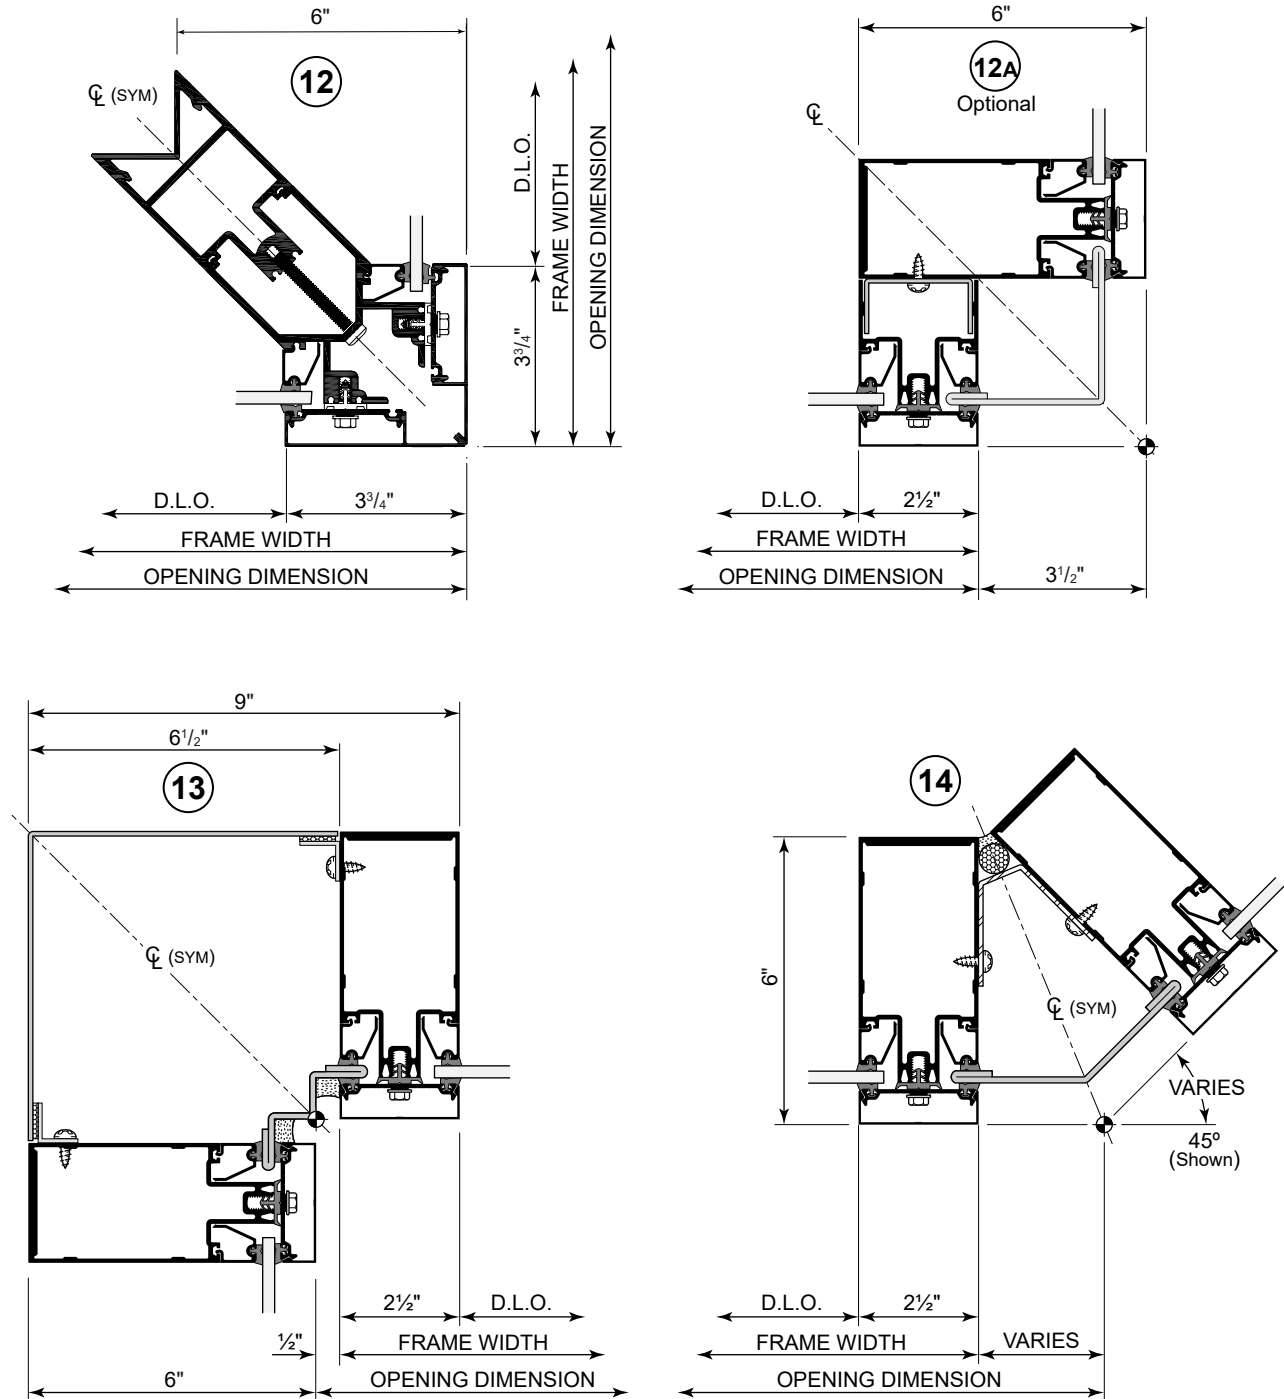 6"
12
℄ (SYM)
D.L.O.
FRAME WIDTH
OPENING DIMENSION
3³/₄"
D.L.O.
3³/₄"
FRAME WIDTH
OPENING DIMENSION
6"
12A
Optional
℄
D.L.O.
2½"
FRAME WIDTH
OPENING DIMENSION
3¹/₂"
9"
6¹/₂"
13
℄ (SYM)
2½"
D.L.O.
½"
FRAME WIDTH
6"
OPENING DIMENSION
14
6"
℄ (SYM)
VARIES
45º
(Shown)
D.L.O.
2½"
FRAME WIDTH
VARIES
OPENING DIMENSION